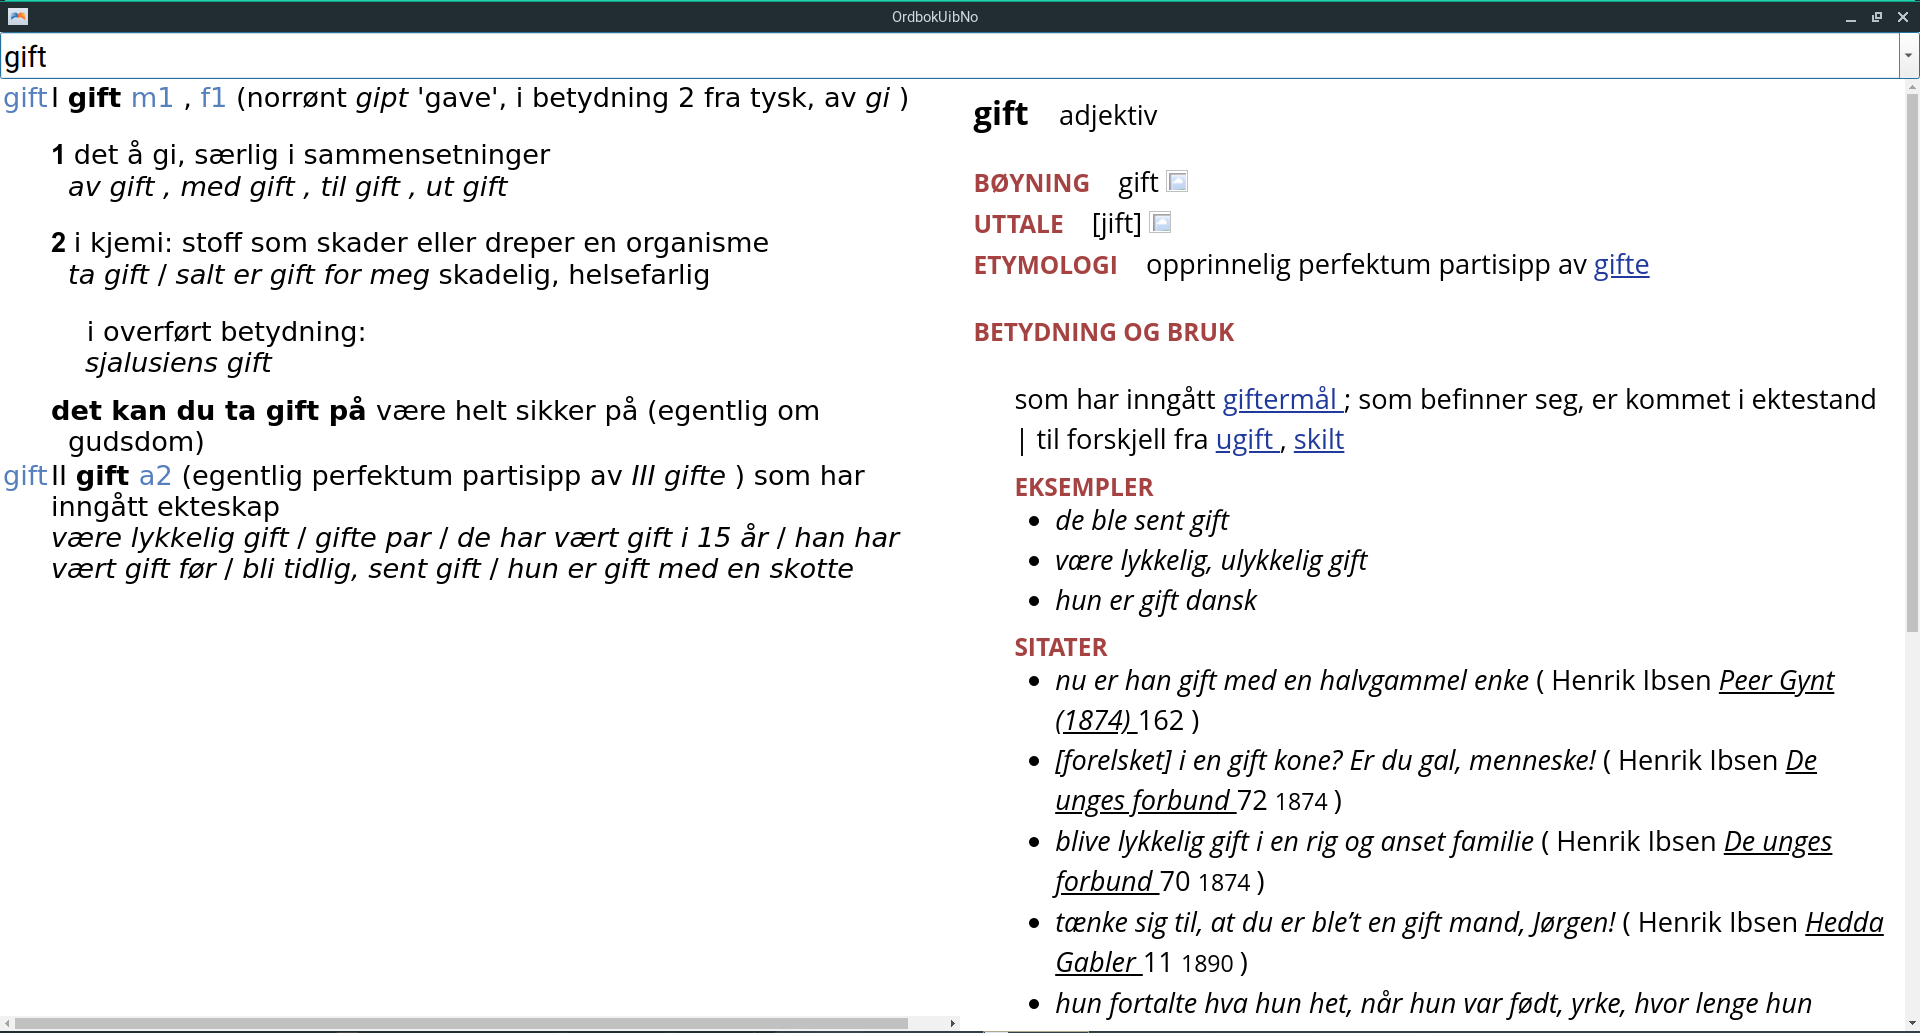 OrdbokUibNo
gift
gift I gift m1 , f1 (norrønt gipt 'gave', i betydning 2 fra tysk, av gi )
1 det å gi, særlig i sammensetninger
av gift , med gift , til gift , ut gift
2 i kjemi: stoff som skader eller dreper en organisme
ta gift / salt er gift for meg skadelig, helsefarlig
i overført betydning:
sjalusiens gift
det kan du ta gift på være helt sikker på (egentlig om
gudsdom)
gift II gift a2 (egentlig perfektum partisipp av III gifte ) som har
inngått ekteskap
være lykkelig gift / gifte par / de har vært gift i 15 år / han har
vært gift før / bli tidlig, sent gift / hun er gift med en skotte
gift adjektiv
BØYNING gift
UTTALE [jift]
ETYMOLOGI opprinnelig perfektum partisipp av gifte
BETYDNING OG BRUK
som har inngått giftermål ; som befinner seg, er kommet i ektestand
| til forskjell fra ugift , skilt
EKSEMPLER
• de ble sent gift
• være lykkelig, ulykkelig gift
• hun er gift dansk
SITATER
• nu er han gift med en halvgammel enke ( Henrik Ibsen Peer Gynt
(1874) 162 )
• [forelsket] i en gift kone? Er du gal, menneske! ( Henrik Ibsen De
unges forbund 72 1874 )
• blive lykkelig gift i en rig og anset familie ( Henrik Ibsen De unges
forbund 70 1874 )
• tænke sig til, at du er ble’t en gift mand, Jørgen! ( Henrik Ibsen Hedda
Gabler 11 1890 )
• hun fortalte hva hun het, når hun var født, yrke, hvor lenge hun